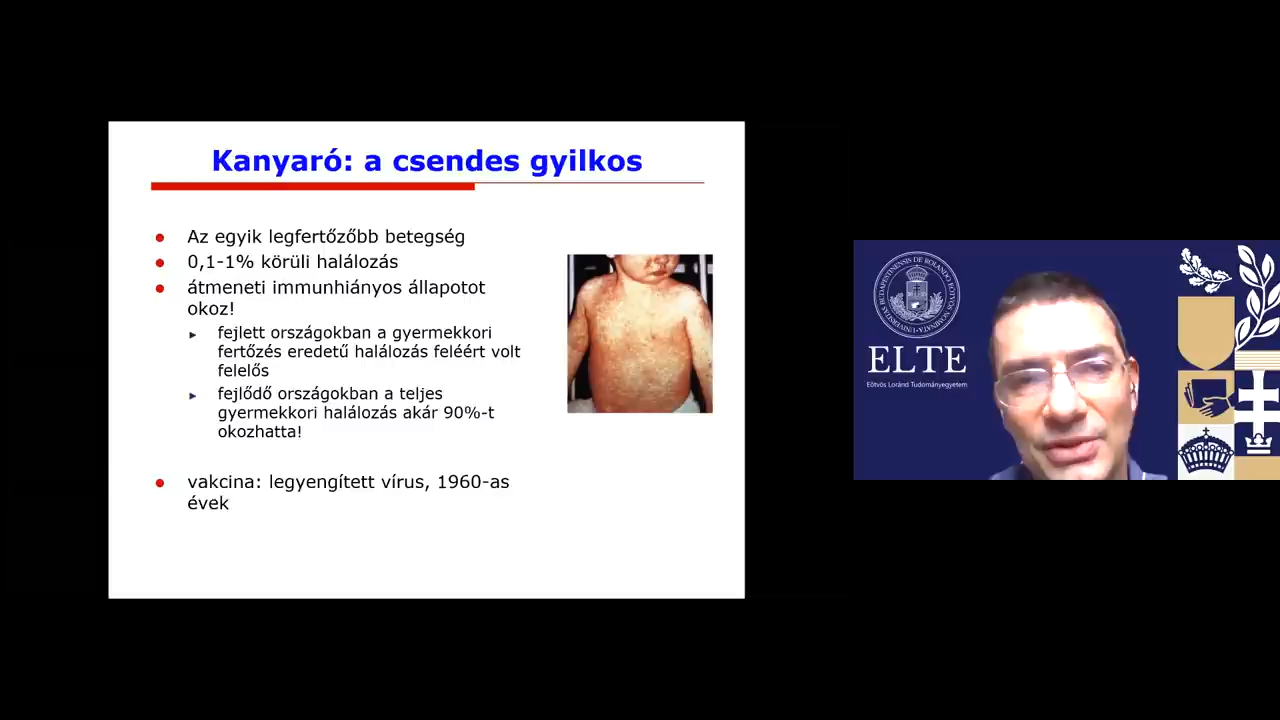 Kanyaró: a csendes gyilkos
Az egyik legfertőzőbb betegség
0,1-1% körüli halálozás
átmeneti immunhiányos állapotot
okoz!
fejlett országokban a gyermekkori
fertőzés eredetű halálozás feléért volt
felelős
fejlődő országokban a teljes
gyermekkori halálozás akár 90%-t
okozhatta!
vakcina: legyengített vírus, 1960-as
évek
ELTE
Eötvös Loránd Tudományegyetem